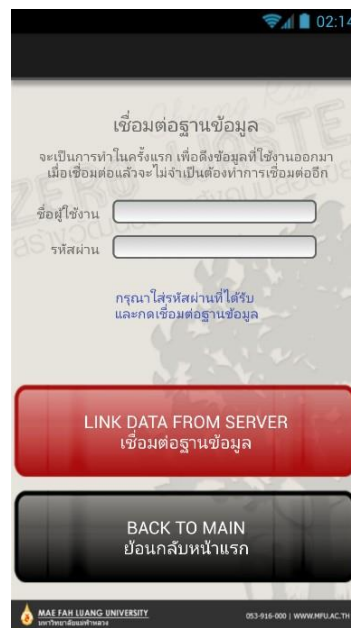 02:14
เชื่อมต่อฐานข้อมูล
จะเป็นการทำในครั้งแรก เพื่อดึงข้อมูลที่ใช้งานออกมา
เมื่อเชื่อมต่อแล้วจะไม่จำเป็นต้องทำการเชื่อมต่ออีก
ชื่อผู้ใช้งาน
รหัสผ่าน
กรุณาใส่รหัสผ่านที่ได้รับ
และกดเชื่อมต่อฐานข้อมูล
LINK DATA FROM SERVER
เชื่อมต่อฐานข้อมูล
BACK TO MAIN
ย้อนกลับหน้าแรก
MAE FAH LUANG UNIVERSITY
มหาวิทยาลัยแม่ฟ้าหลวง
053-916-000 | WWW.MFU.AC.TH